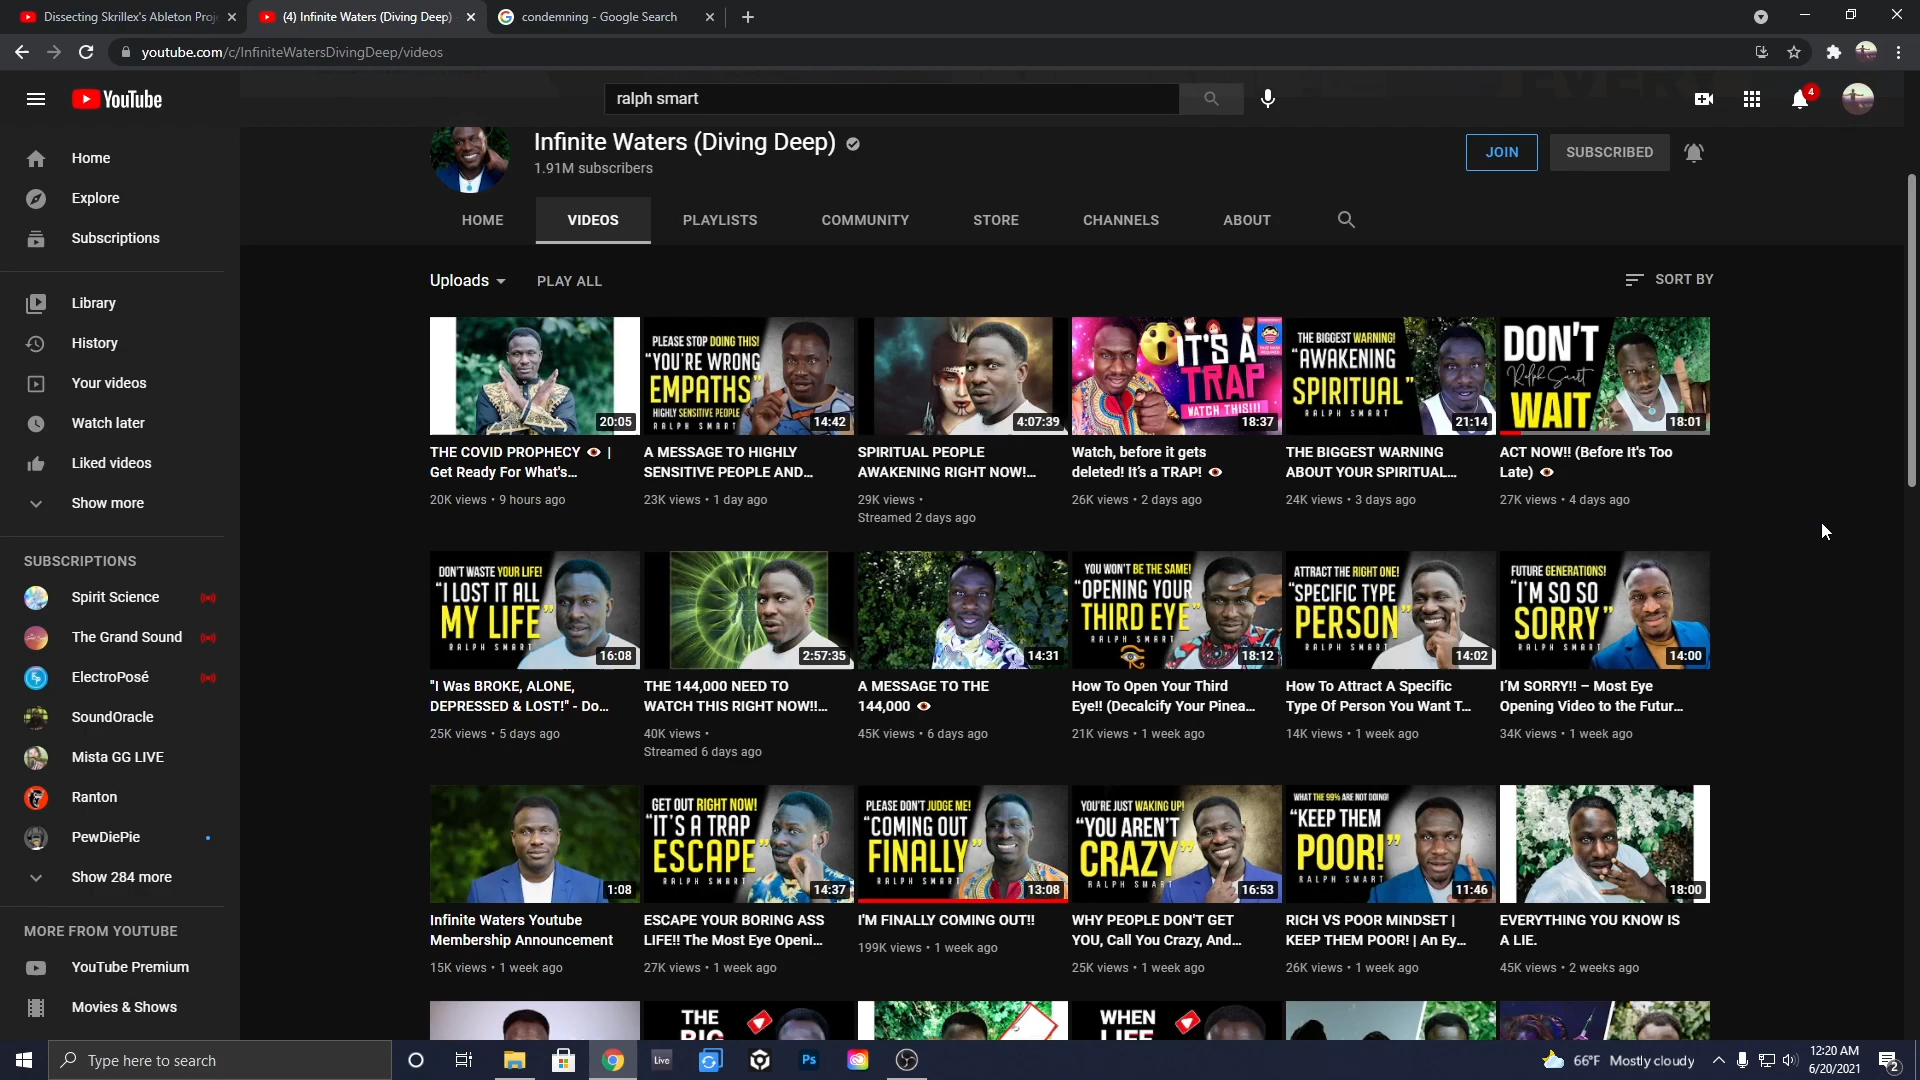 Dissecting Skrillex's Ableton Proj
(4) Infinite Waters (Diving Deep)
condemning - Google Search
youtube.com/c/InfiniteWatersDivingDeep/videos
YouTube
ralph smart
4
Infinite Waters (Diving Deep)
1.91M subscribers
JOIN
SUBSCRIBED
HOME
VIDEOS
PLAYLISTS
COMMUNITY
STORE
CHANNELS
ABOUT
Home
Explore
Subscriptions
Library
History
Your videos
Watch later
Liked videos
Show more
SUBSCRIPTIONS
Spirit Science
The Grand Sound
ElectroPosé
SoundOracle
Mista GG LIVE
Ranton
PewDiePie
Show 284 more
MORE FROM YOUTUBE
YouTube Premium
Movies & Shows
Uploads
PLAY ALL
SORT BY
20:05
THE COVID PROPHECY 👁 |
Get Ready For What's...
20K views • 9 hours ago
PLEASE STOP DOING THIS!
"YOU'RE WRONG
EMPATHS"
HIGHLY SENSITIVE PEOPLE
RALPH SMART
14:42
A MESSAGE TO HIGHLY
SENSITIVE PEOPLE AND...
23K views • 1 day ago
4:07:39
SPIRITUAL PEOPLE
AWAKENING RIGHT NOW!...
29K views •
Streamed 2 days ago
IT'S A
TRAP
WATCH THIS!!!
18:37
Watch, before it gets
deleted! It's a TRAP! 👁
26K views • 2 days ago
THE BIGGEST WARNING!
"AWAKENING
SPIRITUAL"
RALPH SMART
21:14
THE BIGGEST WARNING
ABOUT YOUR SPIRITUAL...
24K views • 3 days ago
DON'T
Ralph Smart
WAIT
18:01
ACT NOW!! (Before It's Too
Late) 👁
27K views • 4 days ago
DON'T WASTE YOUR LIFE!
"I LOST IT ALL
MY LIFE"
RALPH SMART
16:08
"I Was BROKE, ALONE,
DEPRESSED & LOST!" - Do...
25K views • 5 days ago
2:57:35
THE 144,000 NEED TO
WATCH THIS RIGHT NOW!!...
40K views •
Streamed 6 days ago
14:31
A MESSAGE TO THE
144,000 👁
45K views • 6 days ago
YOU WON'T BE THE SAME!
"OPENING YOUR
THIRD EYE"
RALPH SMART
18:12
How To Open Your Third
Eye!! (Decalcify Your Pinea...
21K views • 1 week ago
ATTRACT THE RIGHT ONE!
"SPECIFIC TYPE
PERSON"
RALPH SMART
14:02
How To Attract A Specific
Type Of Person You Want T...
14K views • 1 week ago
FUTURE GENERATIONS!
"I'M SO SO
SORRY"
RALPH SMART
14:00
I'M SORRY!! – Most Eye
Opening Video to the Futur...
34K views • 1 week ago
1:08
Infinite Waters Youtube
Membership Announcement
15K views • 1 week ago
GET OUT RIGHT NOW!
"IT'S A TRAP
ESCAPE"
RALPH SMART
14:37
ESCAPE YOUR BORING ASS
LIFE!! The Most Eye Openi...
27K views • 1 week ago
PLEASE DON'T JUDGE ME!
"COMING OUT
FINALLY"
RALPH SMART
13:08
I'M FINALLY COMING OUT!!
199K views • 1 week ago
YOU'RE JUST WAKING UP!
"YOU AREN'T
CRAZY"
RALPH SMART
16:53
WHY PEOPLE DON'T GET
YOU, Call You Crazy, And...
25K views • 1 week ago
WHAT THE 99% ARE NOT DOING!
"KEEP THEM
POOR!"
RALPH SMART
11:46
RICH VS POOR MINDSET |
KEEP THEM POOR! | An Ey...
26K views • 1 week ago
18:00
EVERYTHING YOU KNOW IS
A LIE.
45K views • 2 weeks ago
THE
BIG
WHEN
LIFE
Type here to search
Live
Ps
66°F Mostly cloudy
12:20 AM
6/20/2021
2